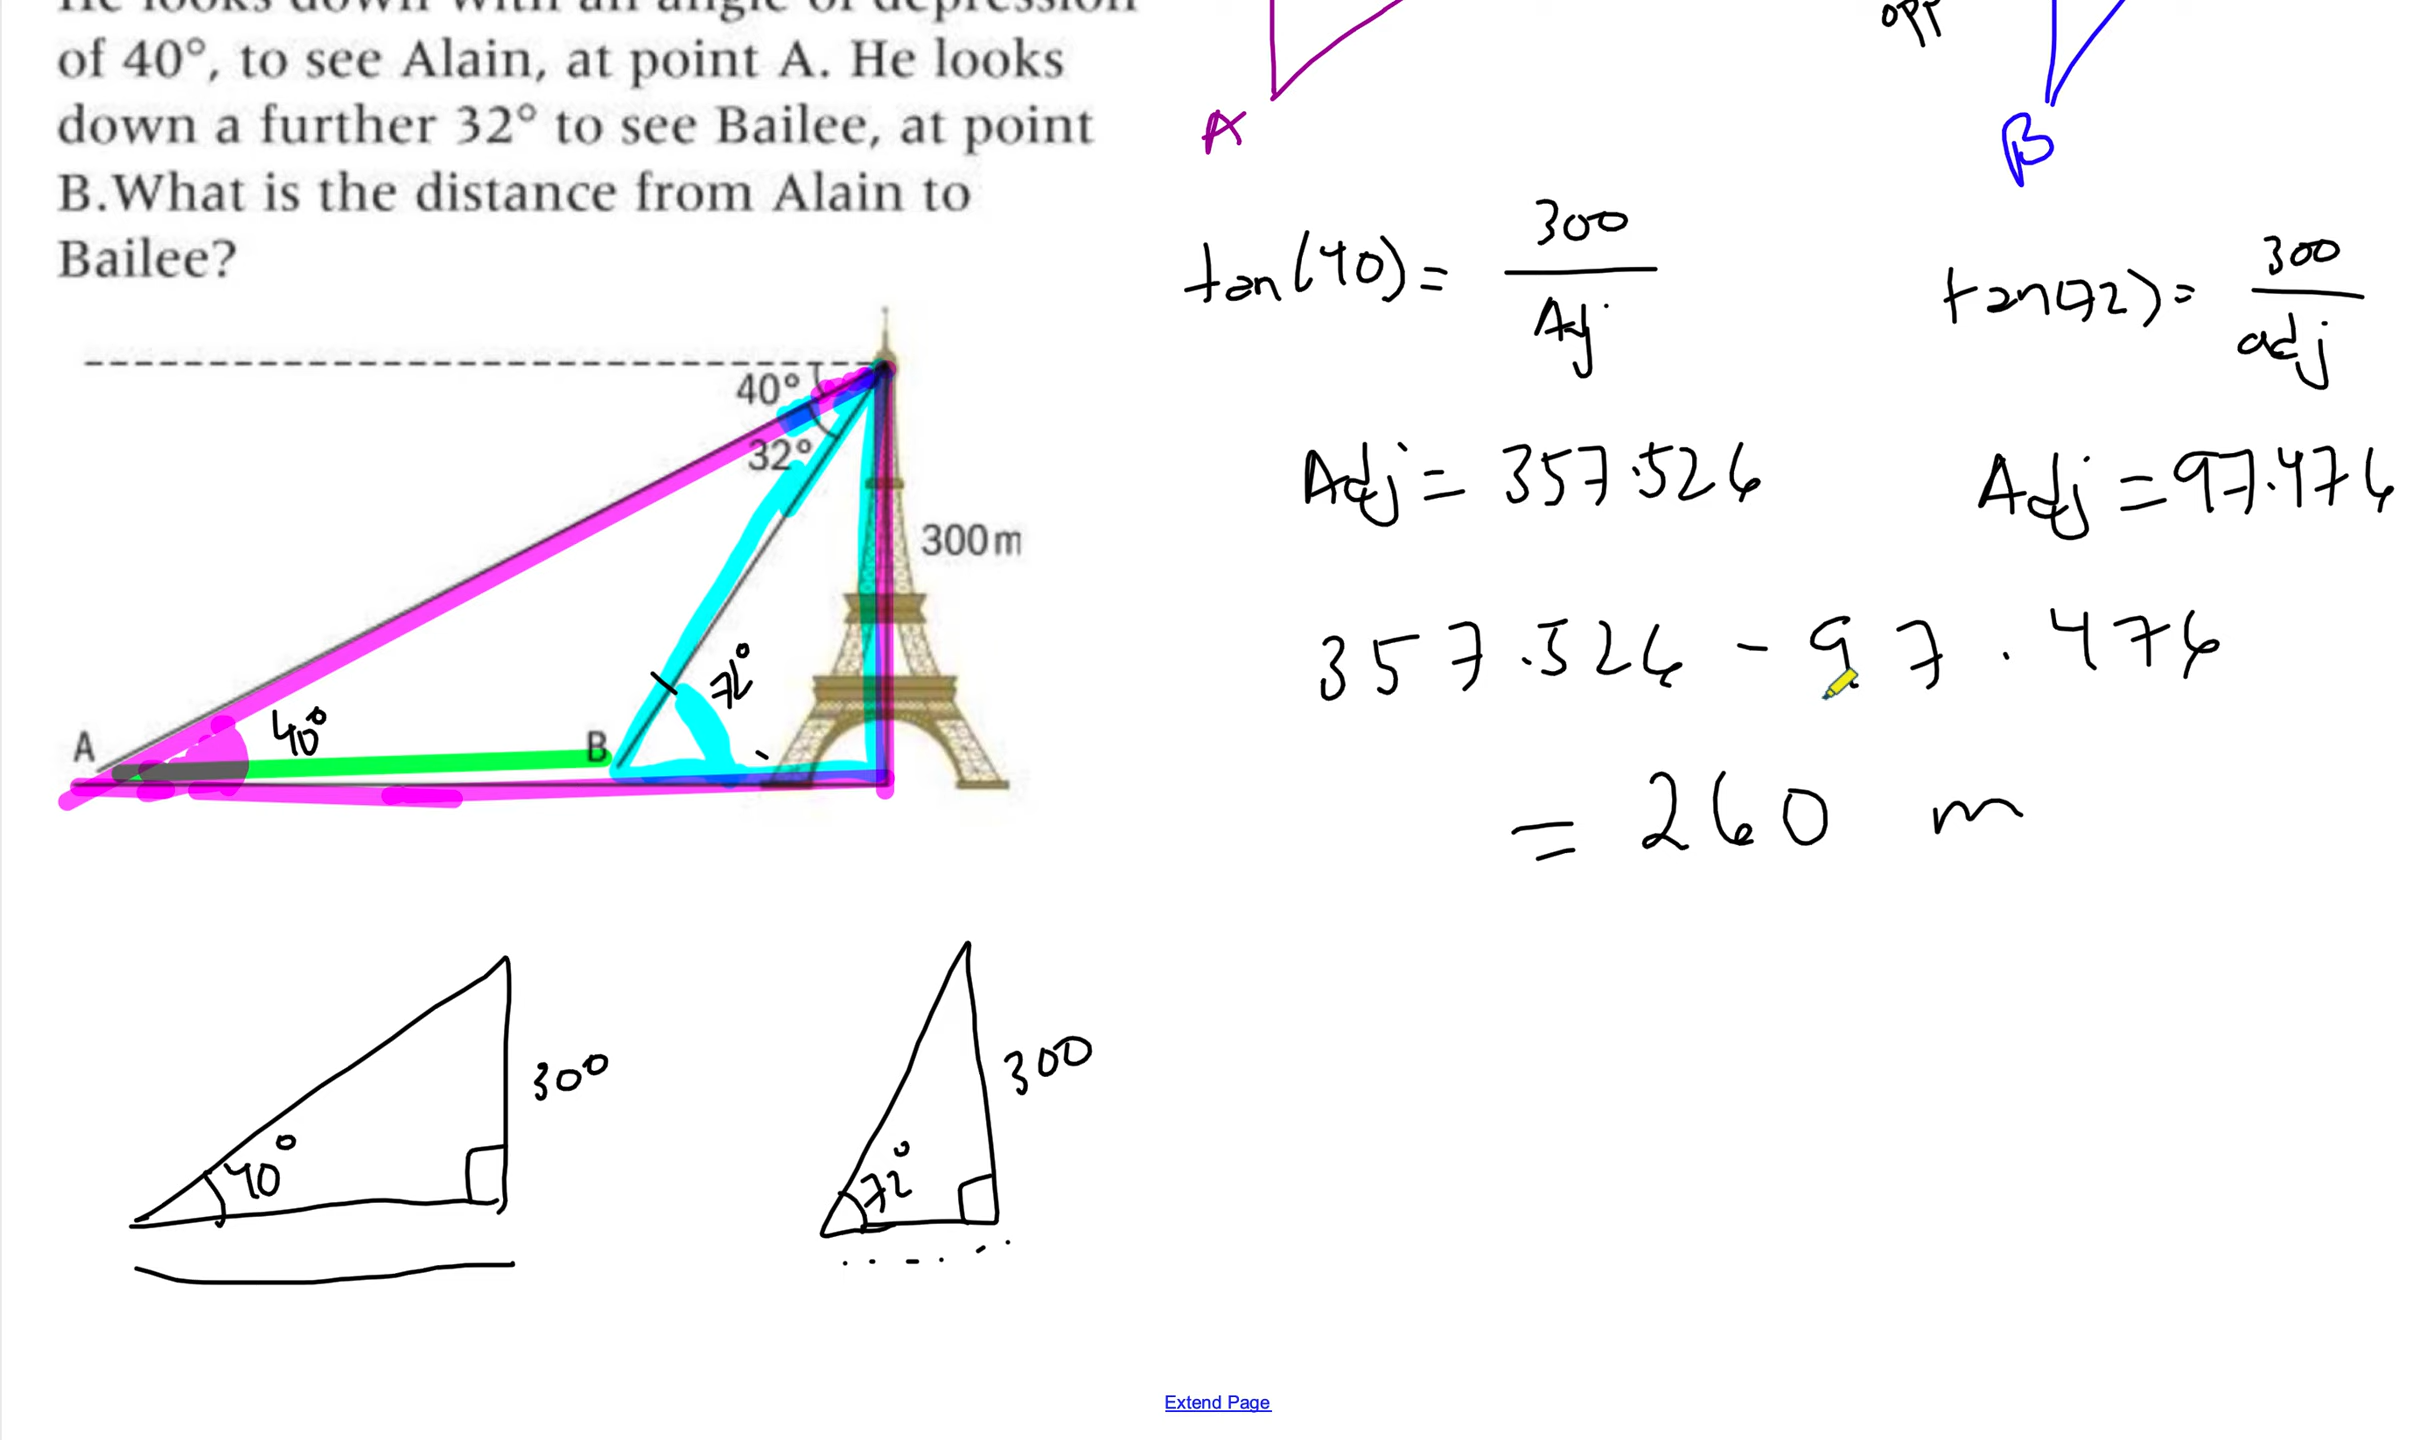 of 40°, to see Alain, at point A. He looks
down a further 32° to see Bailee, at point
B.What is the distance from Alain to
Bailee?
40°
32°
300m
72°
A
40°
B
opp
A
B
tan(40) = 300
Adj
tan(72) = 300
adj
Adj = 357.526
Adj = 97.476
357.526 - 97.476
= 260 m
40°
300
72°
300
Extend Page